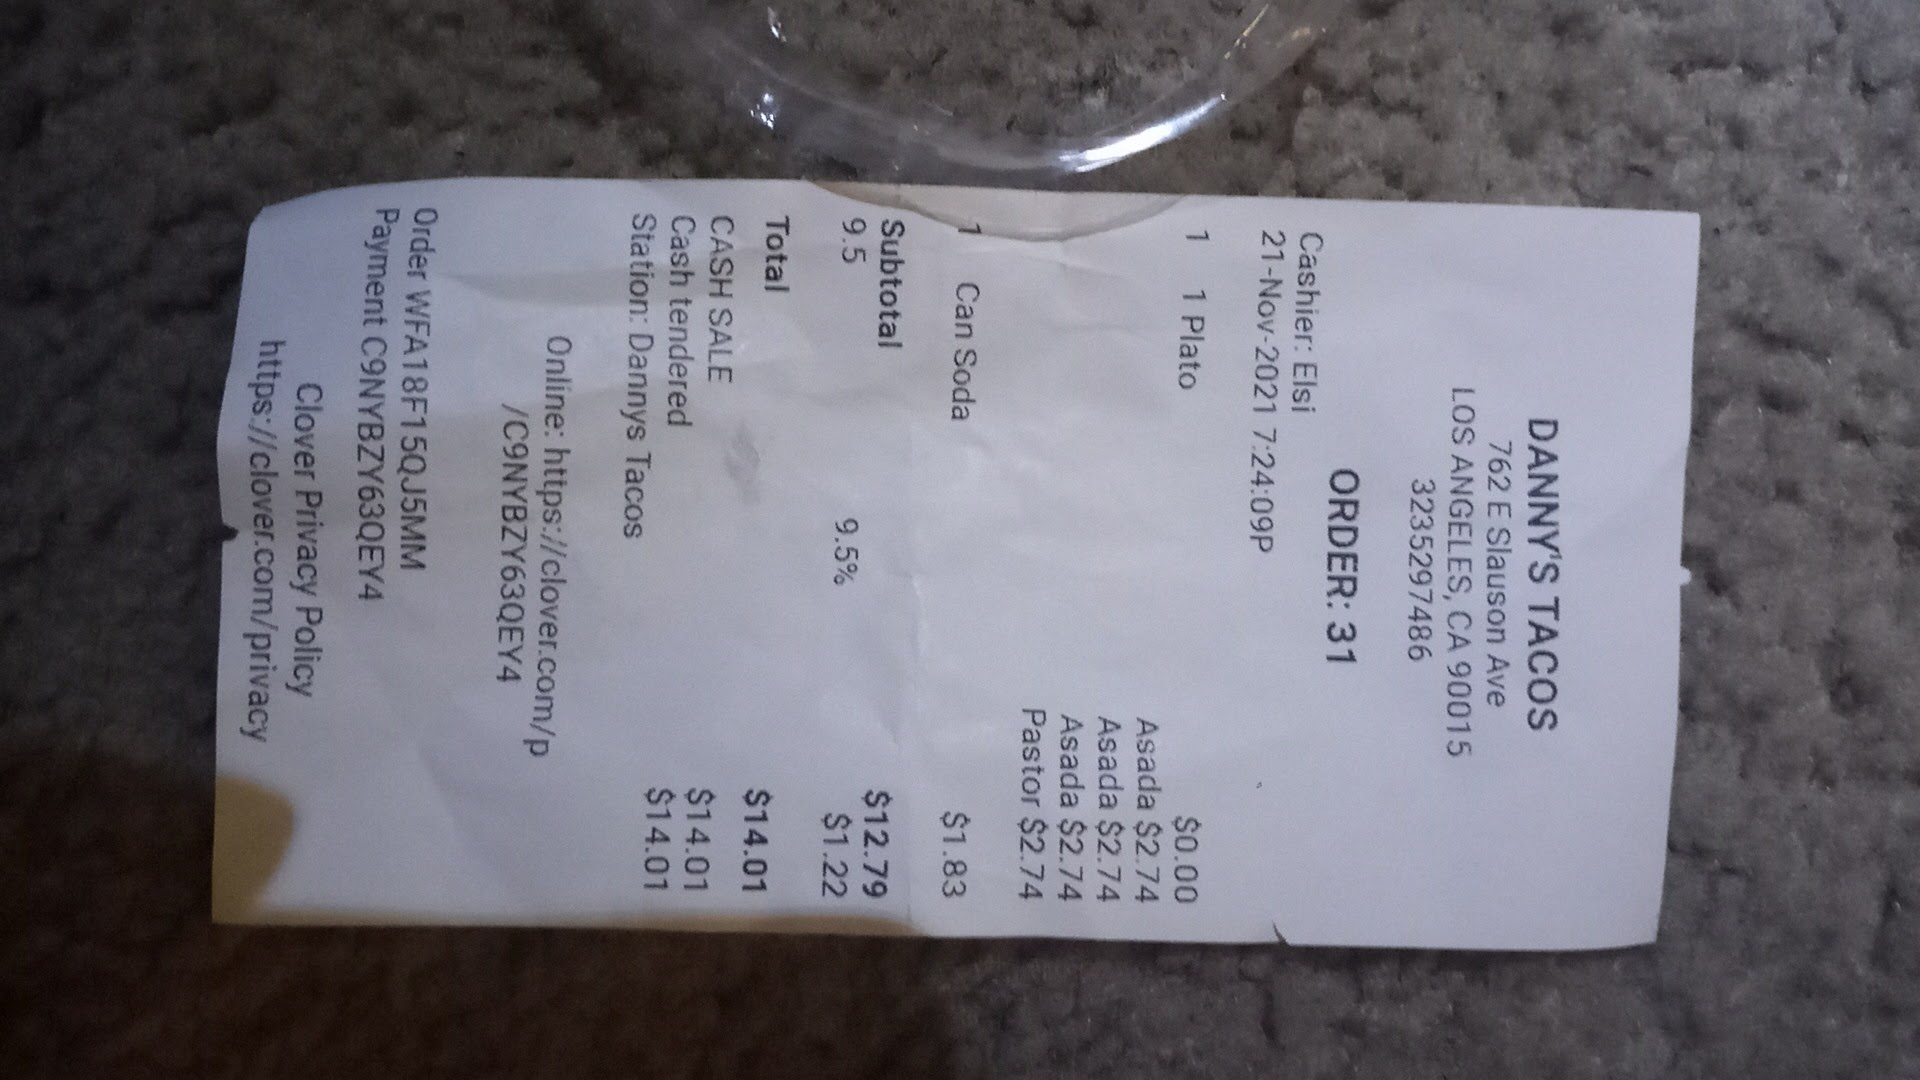 DANNY'S TACOS
762 E Slauson Ave
LOS ANGELES, CA 90015
3235297486
ORDER: 31
Cashier: Elsi
21-Nov-2021 7:24:09P
1 1 Plato $0.00
Asada $2.74
Asada $2.74
Asada $2.74
Pastor $2.74
1 Can Soda $1.83
Subtotal $12.79
9.5 9.5% $1.22
Total $14.01
CASH SALE $14.01
Cash tendered $14.01
Station: Dannys Tacos
Online: https://clover.com/p
/C9NYBZY63QEY4
Order WFA18F15QJ5MM
Payment C9NYBZY63QEY4
Clover Privacy Policy
https://clover.com/privacy